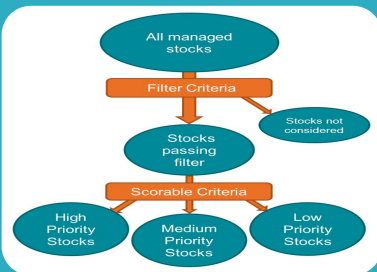 All managed
stocks
Filter Criteria
Stocks not
considered
Stocks
passing
filter
Scorable Criteria
High
Priority
Stocks
Medium
Priority
Stocks
Low
Priority
Stocks